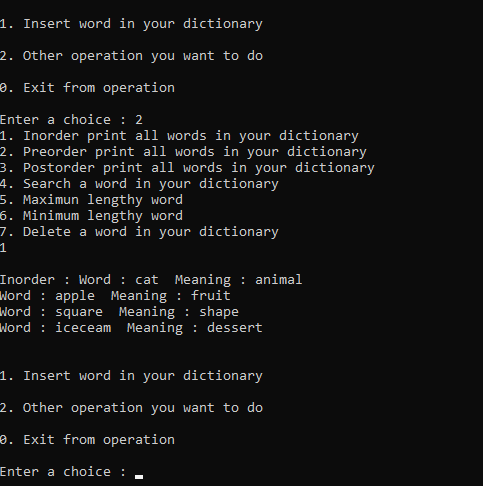 1. Insert word in your dictionary
2. Other operation you want to do
0. Exit from operation
Enter a choice : 2
1. Inorder print all words in your dictionary
2. Preorder print all words in your dictionary
3. Postorder print all words in your dictionary
4. Search a word in your dictionary
5. Maximun lengthy word
6. Minimum lengthy word
7. Delete a word in your dictionary
1
Inorder : Word : cat  Meaning : animal
Word : apple  Meaning : fruit
Word : square  Meaning : shape
Word : iceceam  Meaning : dessert
1. Insert word in your dictionary
2. Other operation you want to do
0. Exit from operation
Enter a choice :